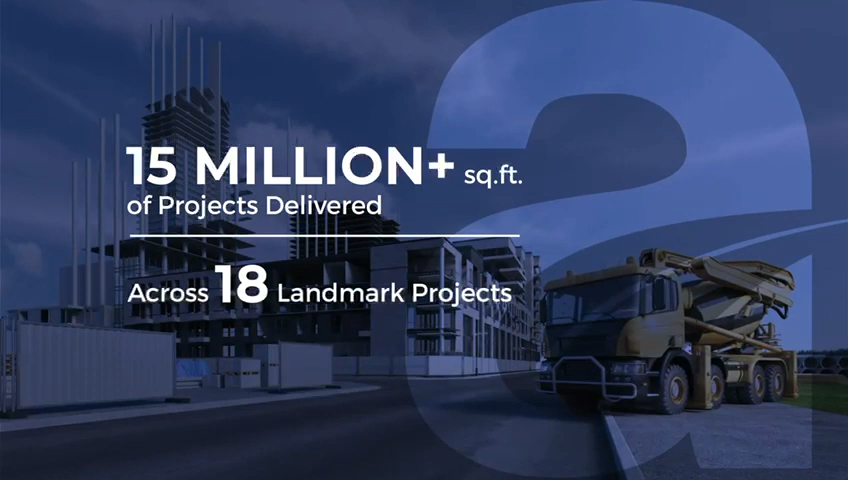 15 MILLION+ sq.ft.
of Projects Delivered
Across 18 Landmark Projects
a